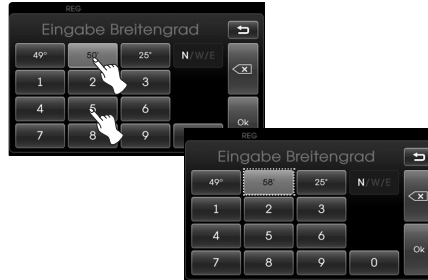 REG
Eingabe Breitengrad
49° 50' 25" N/W/E
1 2 3
4 5 6
Ok
7 8 9
REG
Eingabe Breitengrad
49° 58' 25" N/W/E
1 2 3
4 5 6
Ok
7 8 9 0